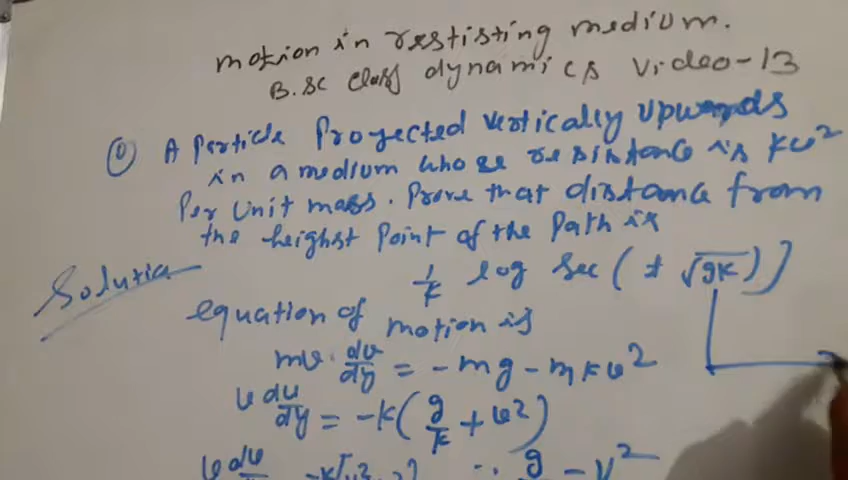 motion in restisting medium.
B.sc class dynamics Video-13
① A Particle Projected vertically upwards
in a medium whose resistance is kv²
Per unit mass. Prove that distance from
the heighst Point of the Path is
1/k log sec (t √gk)]
Solution
equation of motion is
mv dv/dy = -mg - mkv²
v dv/dy = -k(g/k + v²)
∵ g/k = V²